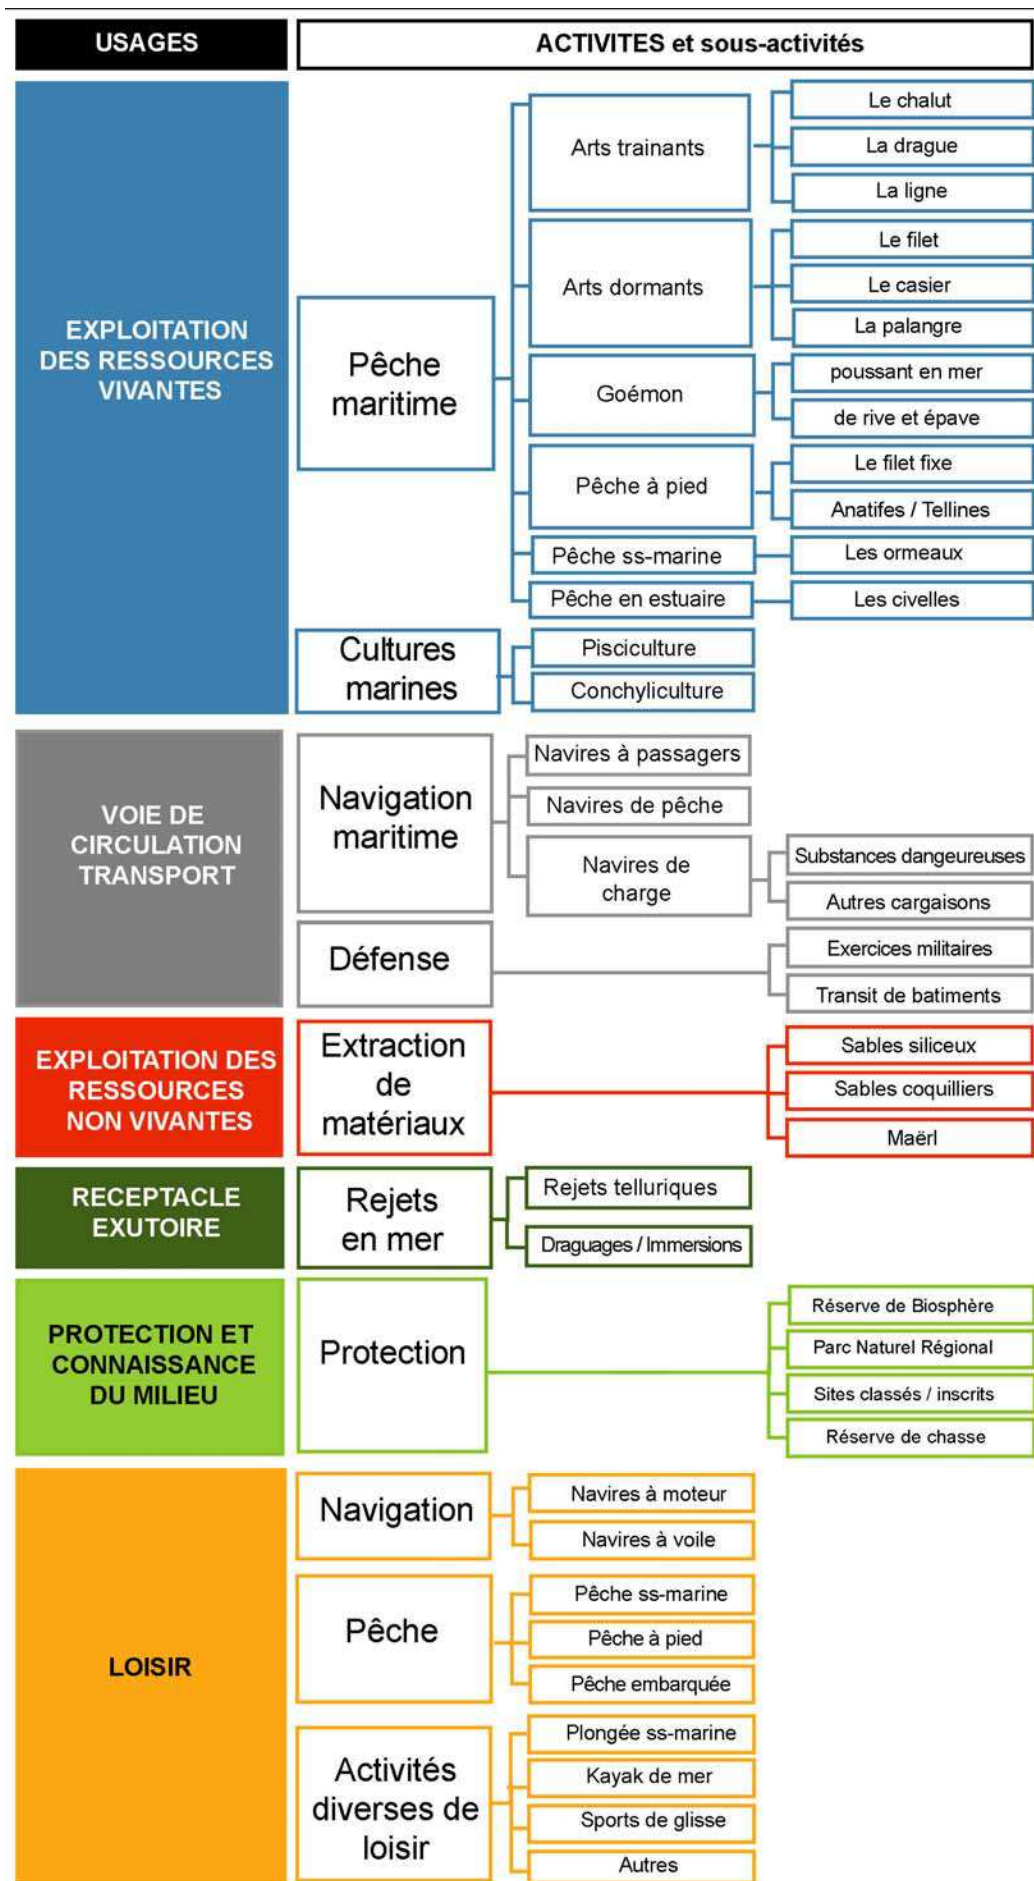 USAGES
ACTIVITES et sous-activités
EXPLOITATION
DES RESSOURCES
VIVANTES
Pêche
maritime
Arts trainants
Le chalut
La drague
La ligne
Arts dormants
Le filet
Le casier
La palangre
Goémon
poussant en mer
de rive et épave
Pêche à pied
Le filet fixe
Anatifes / Tellines
Pêche ss-marine
Les ormeaux
Pêche en estuaire
Les civelles
Cultures
marines
Pisciculture
Conchyliculture
VOIE DE
CIRCULATION
TRANSPORT
Navigation
maritime
Navires à passagers
Navires de pêche
Navires de
charge
Substances dangeureuses
Autres cargaisons
Défense
Exercices militaires
Transit de batiments
EXPLOITATION DES
RESSOURCES
NON VIVANTES
Extraction
de
matériaux
Sables siliceux
Sables coquilliers
Maërl
RECEPTACLE
EXUTOIRE
Rejets
en mer
Rejets telluriques
Draguages / Immersions
PROTECTION ET
CONNAISSANCE
DU MILIEU
Protection
Réserve de Biosphère
Parc Naturel Régional
Sites classés / inscrits
Réserve de chasse
LOISIR
Navigation
Navires à moteur
Navires à voile
Pêche
Pêche ss-marine
Pêche à pied
Pêche embarquée
Activités
diverses de
loisir
Plongée ss-marine
Kayak de mer
Sports de glisse
Autres